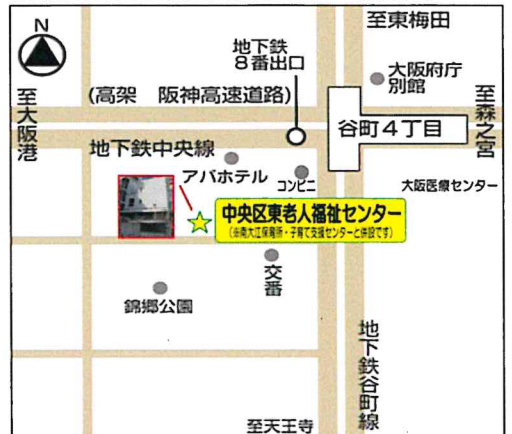 N
至東梅田
地下鉄
8番出口
大阪府庁
別館
至森之宮
至大阪港
(高架 阪神高速道路)
谷町4丁目
地下鉄中央線
アパホテル
コンビニ
大阪医療センター
中央区東老人福祉センター
(※南大江保育所・子育て支援センターと併設です)
交番
錦郷公園
地下鉄谷町線
至天王寺